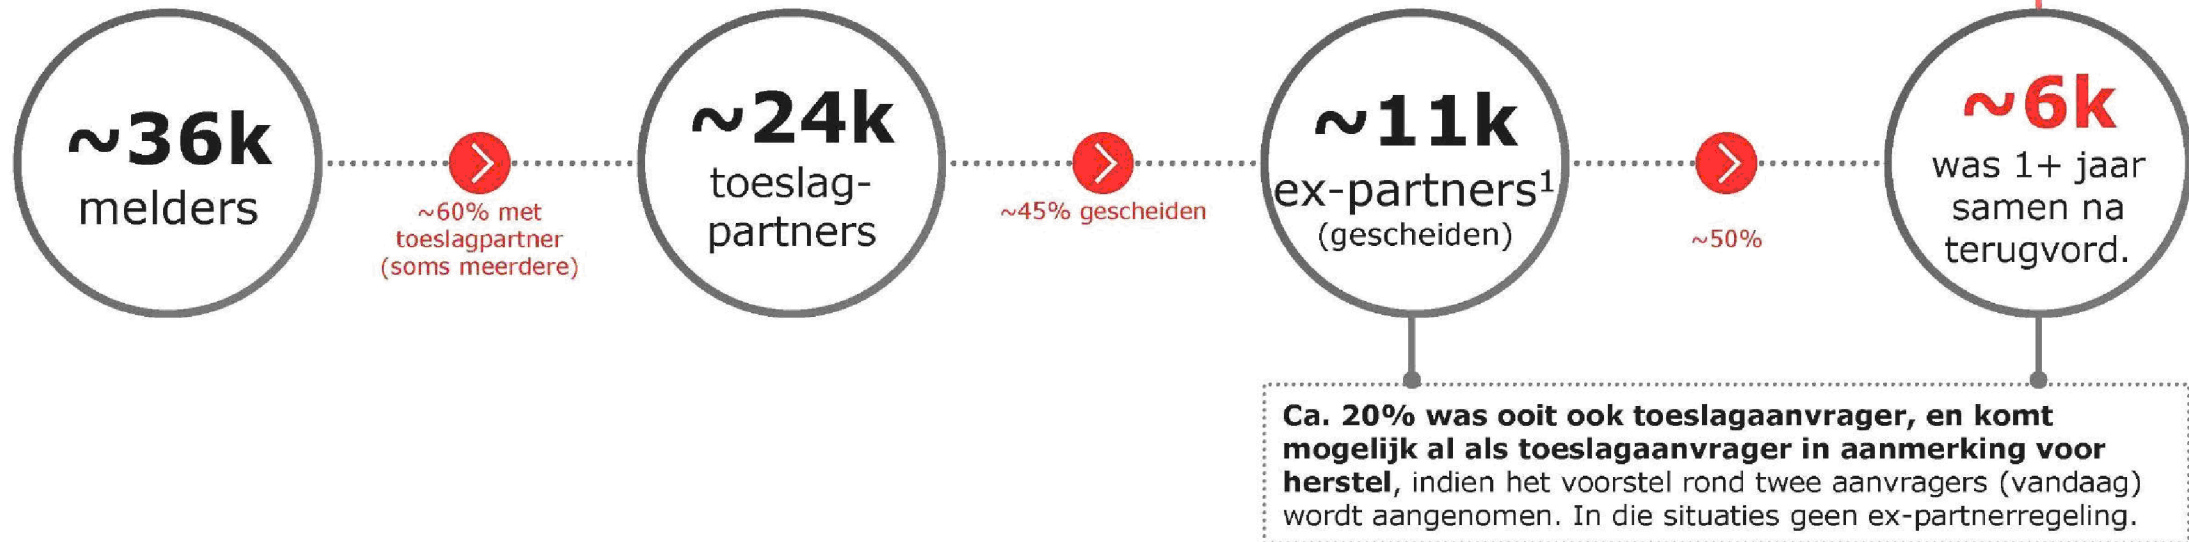 ~36k
melders
~60% met
toeslagpartner
(soms meerdere)
~24k
toeslag-
partners
~45% gescheiden
~11k
ex-partners¹
(gescheiden)
~50%
~6k
was 1+ jaar
samen na
terugvord.
Ca. 20% was ooit ook toeslagaanvrager, en komt
mogelijk al als toeslagaanvrager in aanmerking voor
herstel, indien het voorstel rond twee aanvragers (vandaag)
wordt aangenomen. In die situaties geen ex-partnerregeling.